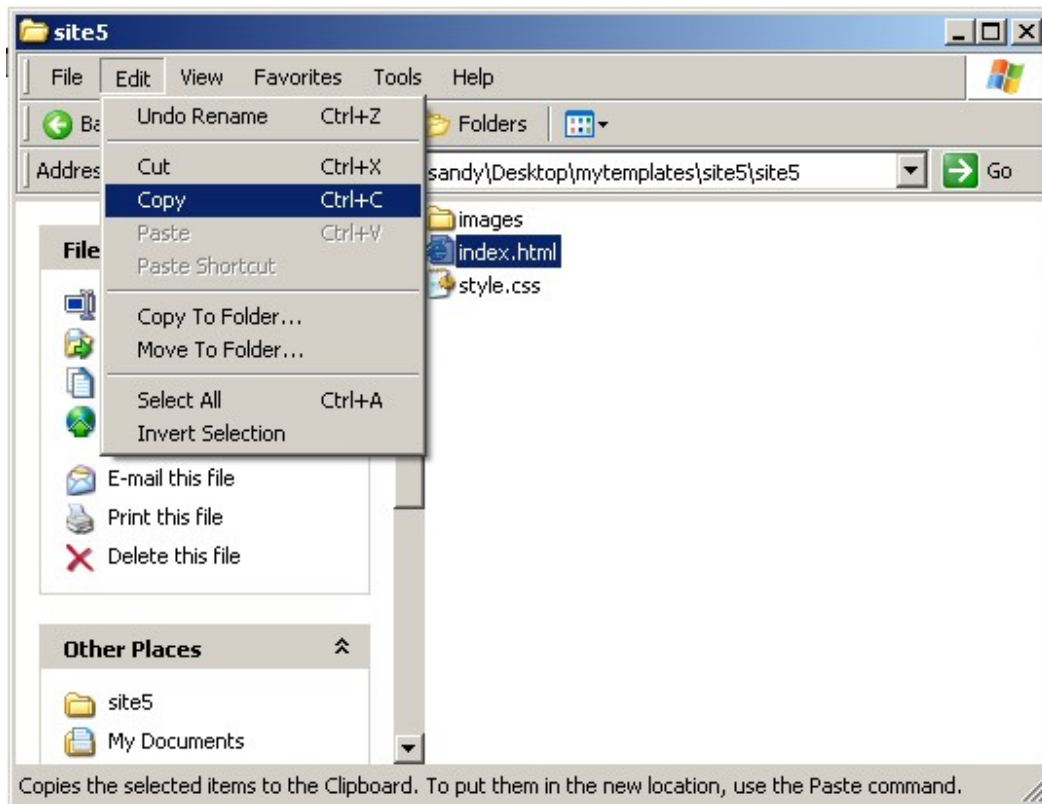 site5
File Edit View Favorites Tools Help
Ba
Folders
Addres
sandy\Desktop\mytemplates\site5\site5
Go
Undo Rename Ctrl+Z
Cut Ctrl+X
Copy Ctrl+C
Paste Ctrl+V
Paste Shortcut
Copy To Folder...
Move To Folder...
Select All Ctrl+A
Invert Selection
images
index.html
style.css
File
E-mail this file
Print this file
Delete this file
Other Places
site5
My Documents
Copies the selected items to the Clipboard. To put them in the new location, use the Paste command.